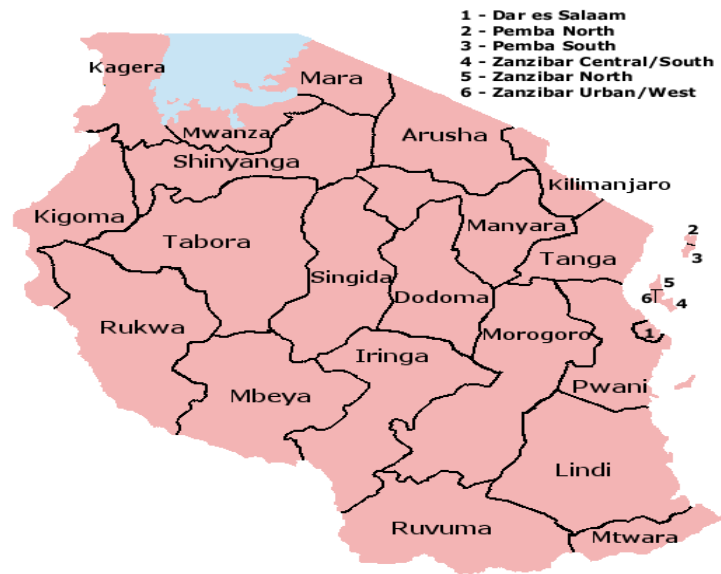 1 - Dar es Salaam
2 - Pemba North
3 - Pemba South
4 - Zanzibar Central/South
5 - Zanzibar North
6 - Zanzibar Urban/West
Kagera
Mara
Mwanza
Arusha
Shinyanga
Kilimanjaro
Kigoma
Manyara
2
Tabora
Tanga
3
Singida
5
Dodoma
6
4
Rukwa
Morogoro
1
Iringa
Pwani
Mbeya
Lindi
Ruvuma
Mtwara